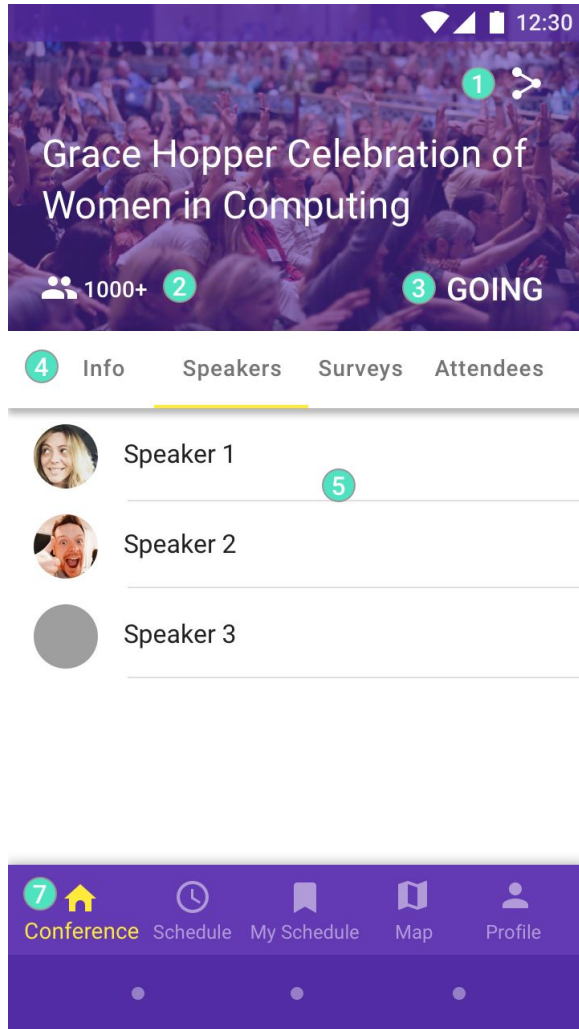 12:30
1
Grace Hopper Celebration of
Women in Computing
1000+ 2 3 GOING
4 Info Speakers Surveys Attendees
Speaker 1
5
Speaker 2
Speaker 3
7
Conference Schedule My Schedule Map Profile